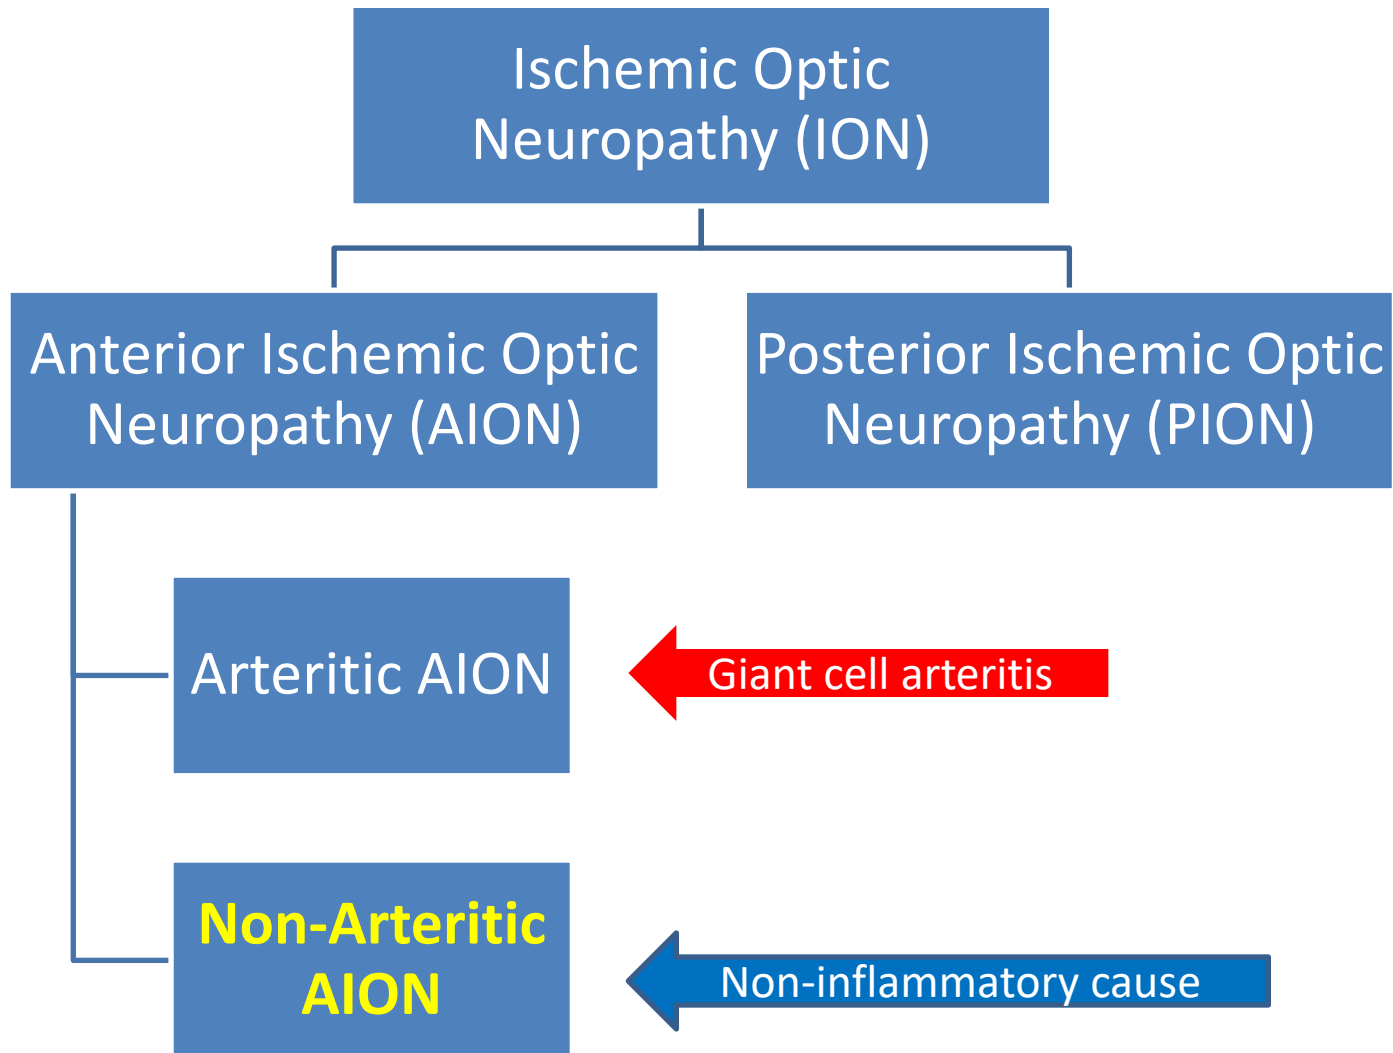 Ischemic Optic
Neuropathy (ION)
Anterior Ischemic Optic
Neuropathy (AION)
Posterior Ischemic Optic
Neuropathy (PION)
Arteritic AION
Giant cell arteritis
Non-Arteritic
AION
Non-inflammatory cause